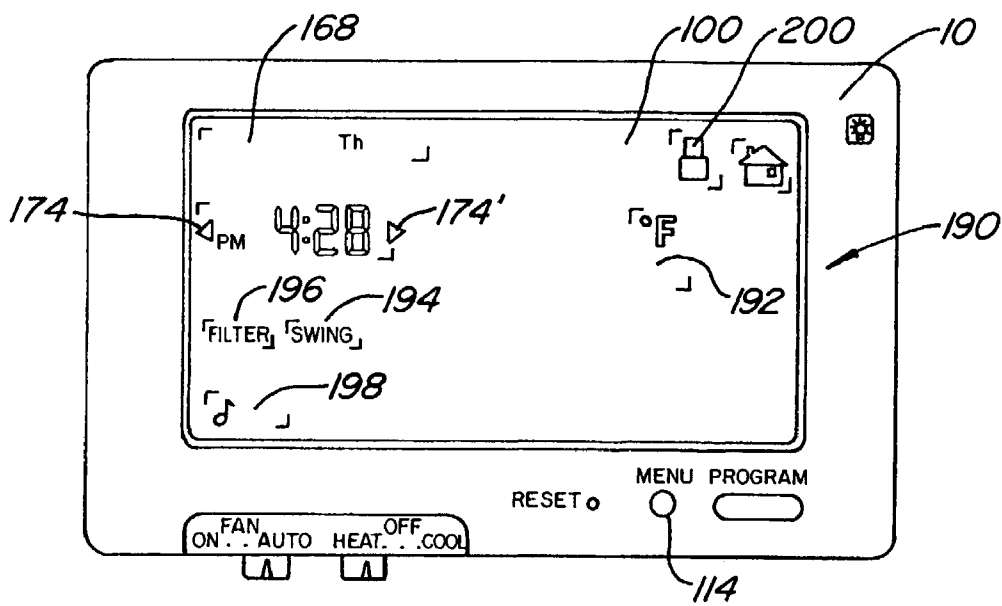 168 100 200 10
Th
174 PM 4:28 174' °F 190
196 194 192
FILTER SWING
198
MENU PROGRAM
RESET
FAN OFF
ON . . AUTO HEAT . . . COOL
114